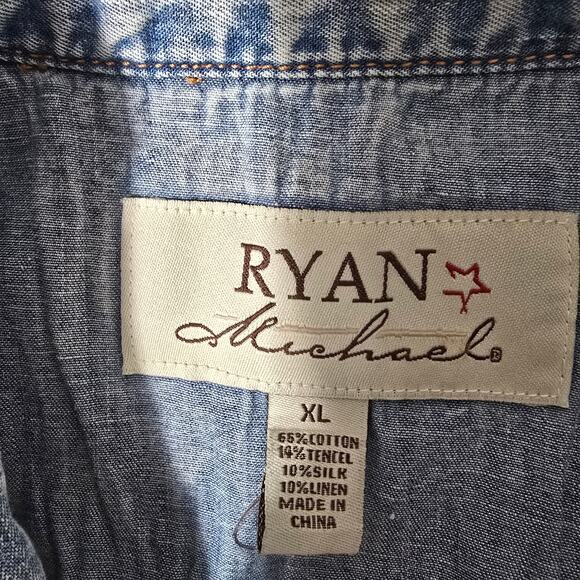 RYAN
Michael®
XL
66%COTTON
14%TENCEL
10%SILK
10%LINEN
MADE IN
CHINA